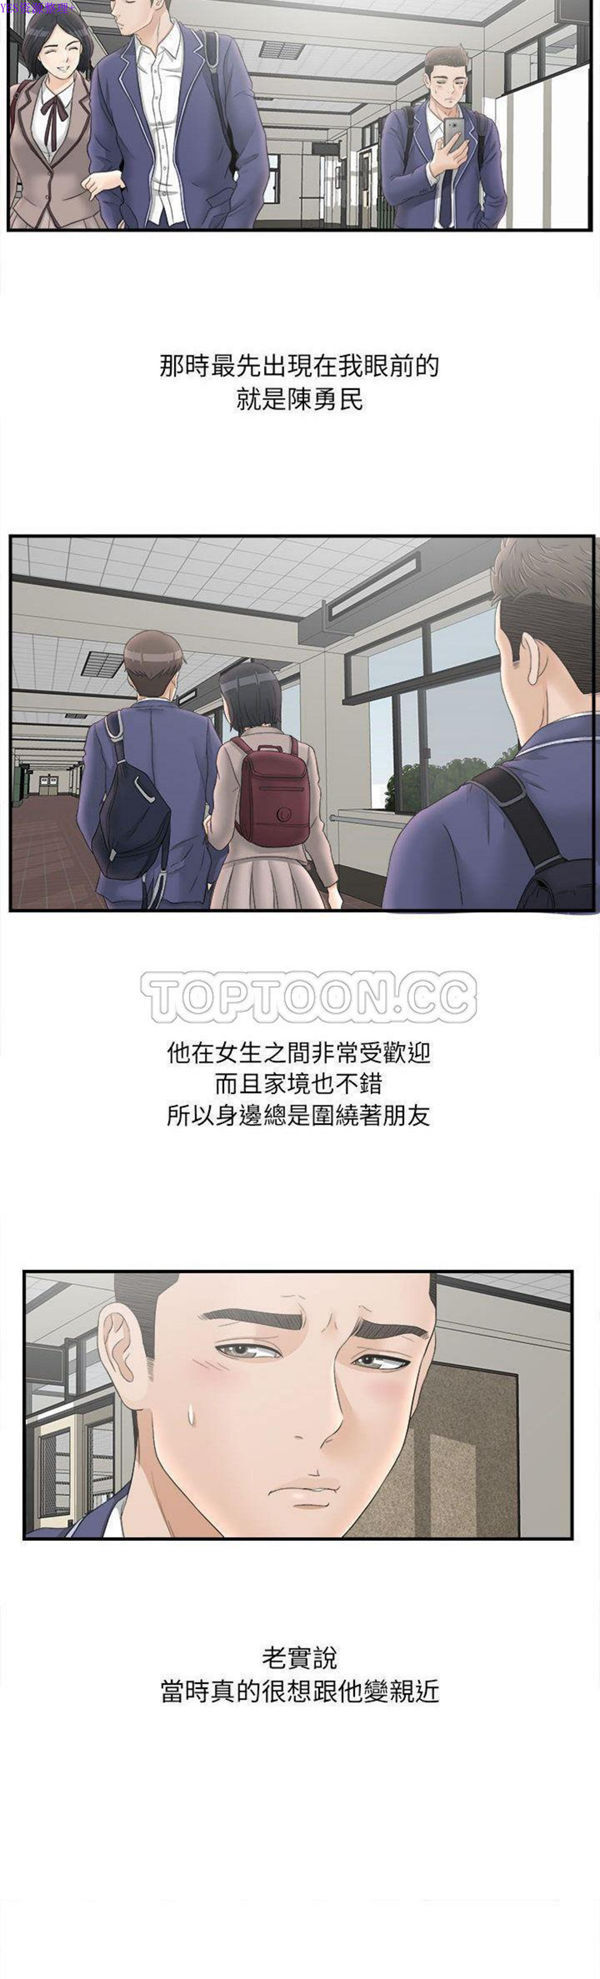 那時最先出現在我眼前的
就是陳勇民
TOPTOON.CC
他在女生之間非常受歡迎
而且家境也不錯
所以身邊總是圍繞著朋友
老實說
當時真的很想跟他變親近